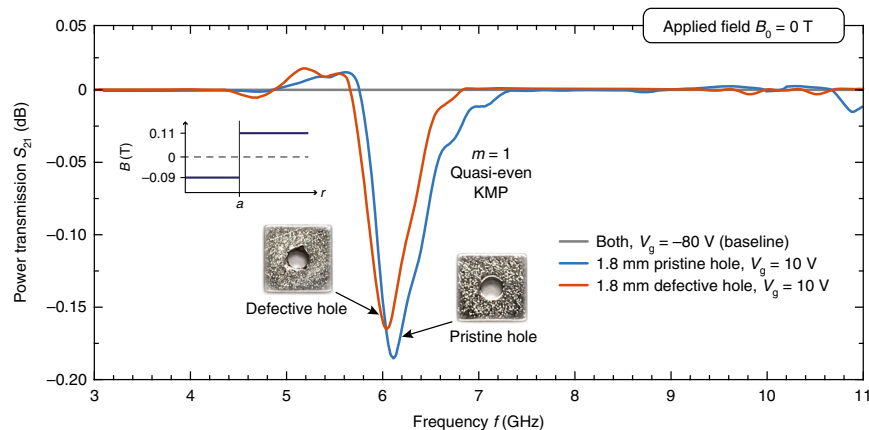 Applied field B₀ = 0 T
0.05
0
−0.05
−0.10
−0.15
−0.20
Power transmission S₂₁ (dB)
0.11
0
−0.09
B (T)
a
r
m = 1
Quasi-even
KMP
Both, Vg = –80 V (baseline)
1.8 mm pristine hole, Vg = 10 V
1.8 mm defective hole, Vg = 10 V
Defective hole
Pristine hole
3 4 5 6 7 8 9 10 11
Frequency f (GHz)